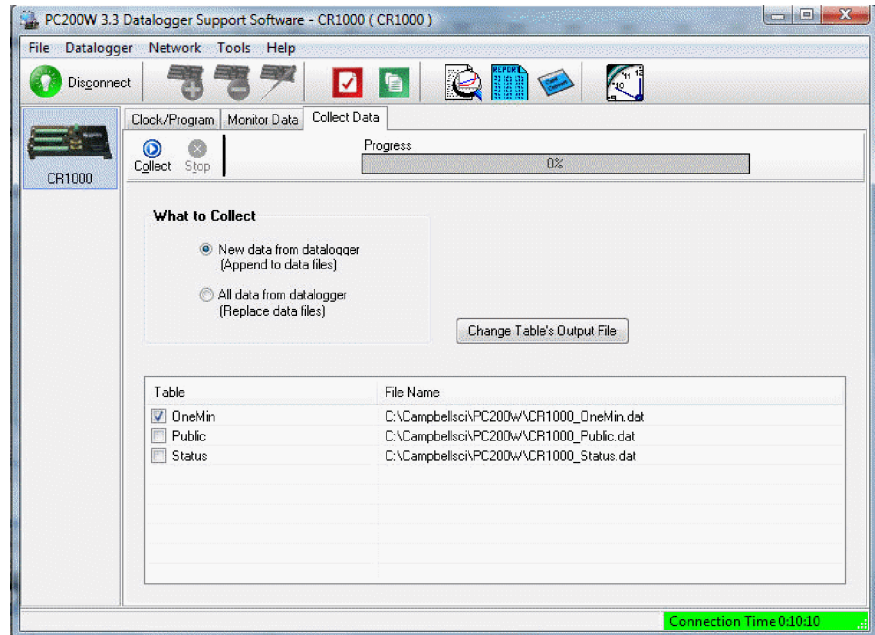 PC200W 3.3 Datalogger Support Software - CR1000 ( CR1000 )
File Datalogger Network Tools Help
Disconnect
REPORT
CR1000
Clock/Program Monitor Data Collect Data
Collect Stop
Progress
0%
What to Collect
New data from datalogger
(Append to data files)
All data from datalogger
(Replace data files)
Change Table's Output File
Table File Name
OneMin C:\Campbellsci\PC200W\CR1000_OneMin.dat
Public C:\Campbellsci\PC200W\CR1000_Public.dat
Status C:\Campbellsci\PC200W\CR1000_Status.dat
Connection Time 0:10:10